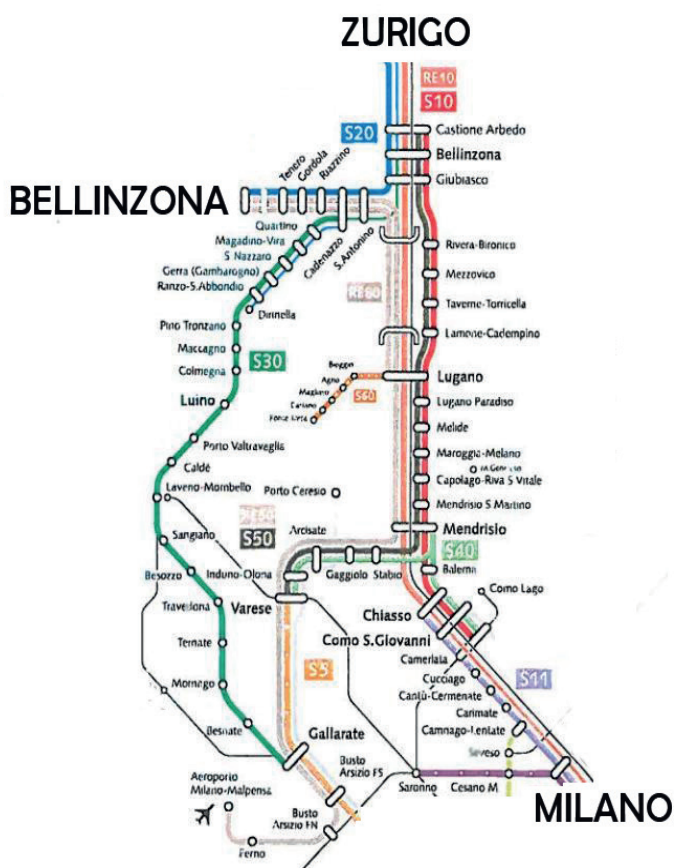 ZURIGO
RE10
S10
S20
Castione Arbedo
Bellinzona
Giubiasco
Tenero
Gordola
Riazzino
BELLINZONA
Quartino
Magadino-Vira
S Nazzaro
Gerra (Gambarogno)
Ranzo-S.Abbondio
Cadenazzo
S.Antonino
Dirinella
Rivera-Bironico
Mezzovico
Taverne-Torricella
Lamone-Cadempino
RE80
Pino Tronzano
Maccagno
Colmegna
S30
Luino
Agno
Magliaso
S60
Lugano
Lugano Paradiso
Melide
Maroggia-Melano
Capolago-Riva S Vitale
Mendrisio S Martino
Mendrisio
Porto Valtravaglia
Caldé
Laveno-Mombello
Porto Ceresio
S50
Arcisate
S40
Sangiano
Besozzo
Induno-Olona
Gaggiolo
Stabio
Balerna
Como Lago
Travedona
Varese
Chiasso
Como S.Giovanni
Ternate
S5
Camerlata
Cucciago
S11
Cantù-Cermenate
Carimate
Camnago-Lentate
Mornago
Besnate
Gallarate
Seveso
Busto
Arsizio FS
Aeroporto
Milano-Malpensa
Saronno
Cesano M
MILANO
Busto
Arsizio FN
Ferno